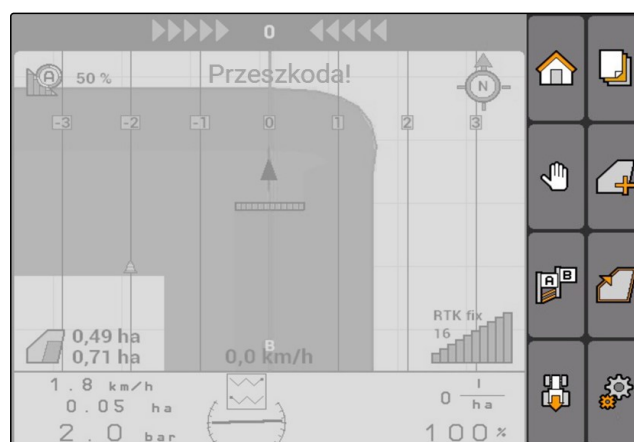 0
A 50 %
Przeszkoda!
N
-3 -2 -1 0 1 2 3
A B
A
RTK fix
16
0,49 ha
0,71 ha
B
0,0 km/h
1.8 km/h
0.05 ha
2.0 bar
0 l/ha
100 %